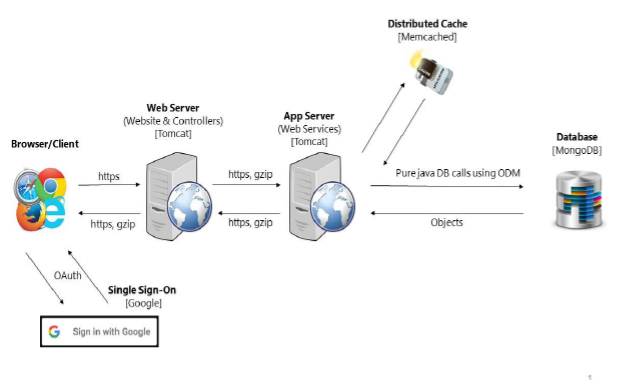 Distributed Cache
[Memcached]
Web Server
(Website & Controllers)
[Tomcat]
App Server
(Web Services)
[Tomcat]
Database
[MongoDB]
Browser/Client
https
https, gzip
Pure java DB calls using ODM
https, gzip
https, gzip
Objects
OAuth
Single Sign-On
[Google]
G Sign in with Google